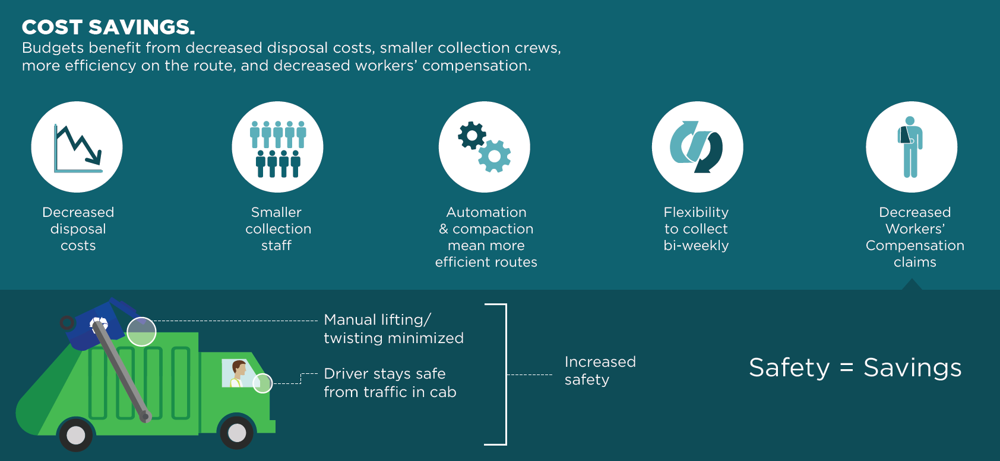 COST SAVINGS.
Budgets benefit from decreased disposal costs, smaller collection crews,
more efficiency on the route, and decreased workers’ compensation.
Decreased
disposal
costs
Smaller
collection
staff
Automation
& compaction
mean more
efficient routes
Flexibility
to collect
bi-weekly
Decreased
Workers’
Compensation
claims
Manual lifting/
twisting minimized
Driver stays safe
from traffic in cab
Increased
safety
Safety = Savings